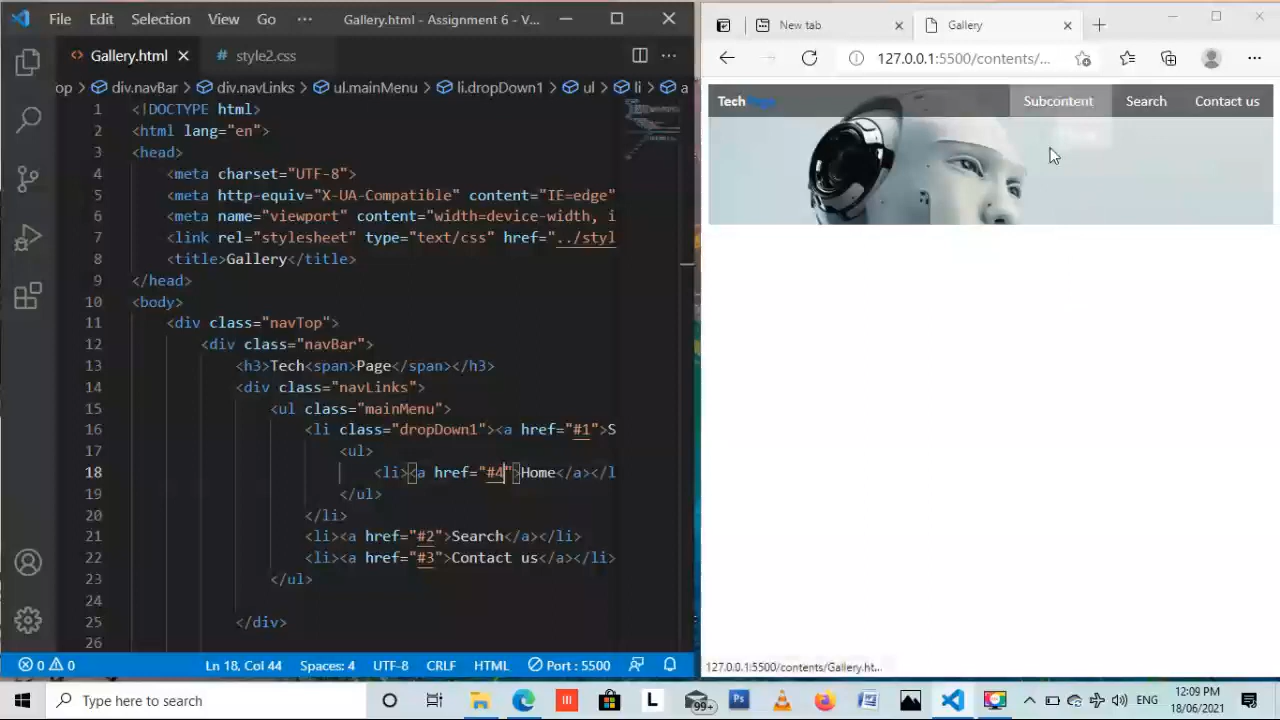 File Edit Selection View Go ··· Gallery.html - Assignment 6 - V...
Gallery.html
# style2.css
op > div.navBar > div.navLinks > ul.mainMenu > li.dropDown1 > ul > li > a
1 <!DOCTYPE html>
2 <html lang="en">
3 <head>
4 <meta charset="UTF-8">
5 <meta http-equiv="X-UA-Compatible" content="IE=edge"
6 <meta name="viewport" content="width=device-width, i
7 <link rel="stylesheet" type="text/css" href="../styl
8 <title>Gallery</title>
9 </head>
10 <body>
11 <div class="navTop">
12 <div class="navBar">
13 <h3>Tech<span>Page</span></h3>
14 <div class="navLinks">
15 <ul class="mainMenu">
16 <li class="dropDown1"><a href="#1">S
17 <ul>
18 <li><a href="#4">Home</a></l
19 </ul>
20 </li>
21 <li><a href="#2">Search</a></li>
22 <li><a href="#3">Contact us</a></li>
23 </ul>
24
25 </div>
26
0 0 Ln 18, Col 44 Spaces: 4 UTF-8 CRLF HTML Port : 5500
New tab
Gallery
127.0.0.1:5500/contents/...
Tech Page Subcontent Search Contact us
127.0.0.1:5500/contents/Gallery.ht...
Type here to search
99+
ENG
12:09 PM
18/06/2021